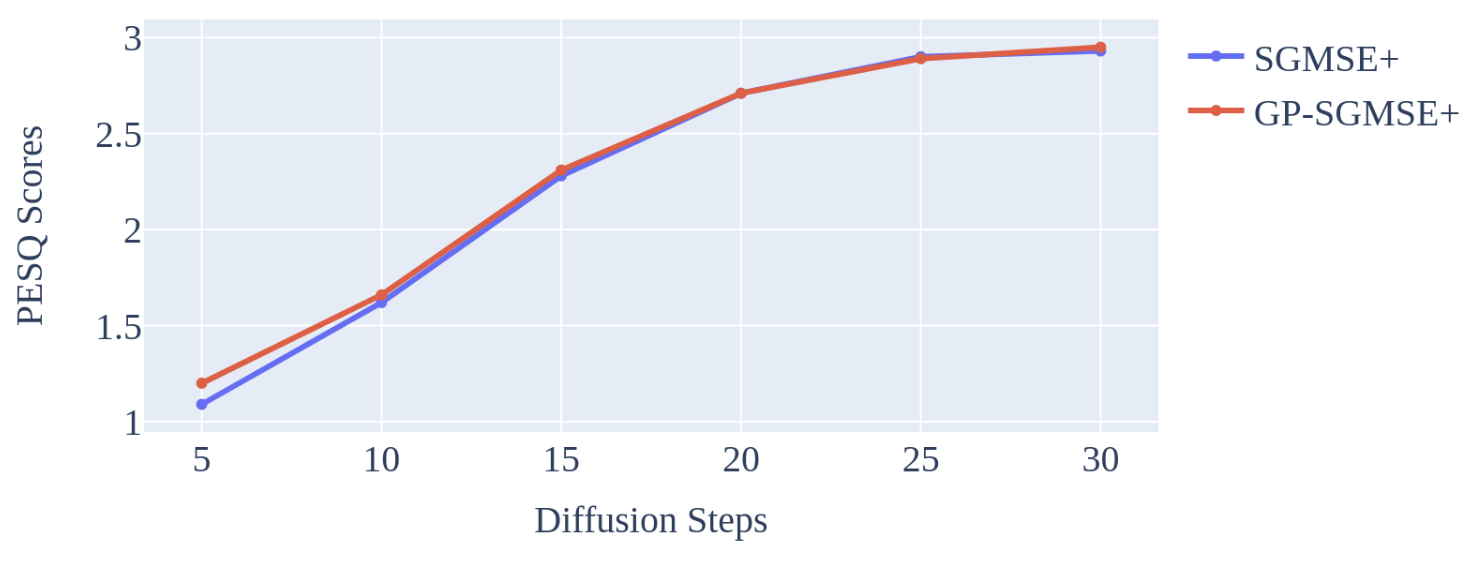 3
2.5
2
1.5
1
PESQ Scores
5 10 15 20 25 30
Diffusion Steps
SGMSE+
GP-SGMSE+